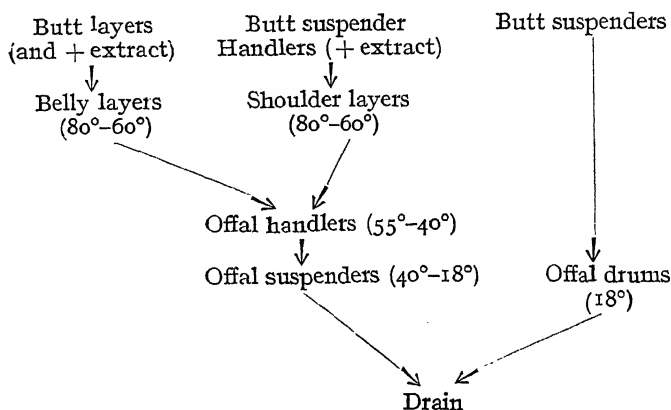 Butt layers
(and + extract)
Butt suspender
Handlers (+ extract)
Butt suspenders
Belly layers
(80°–60°)
Shoulder layers
(80°–60°)
Offal handlers (55°–40°)
Offal suspenders (40°–18°)
Offal drums
(18°)
Drain